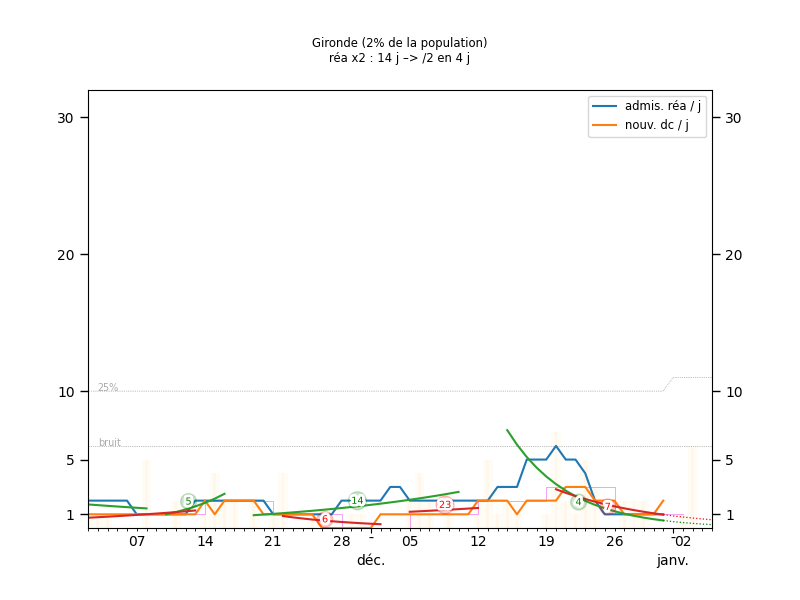 Gironde (2% de la population)
réa x2 : 14 j –> /2 en 4 j
admis. réa / j
nouv. dc / j
30 30
20 20
10 10
25%
bruit
5 5
1 1
5
6
14
23
4
7
07 14 21 28 - 05 12 19 26 - 02
déc. janv.